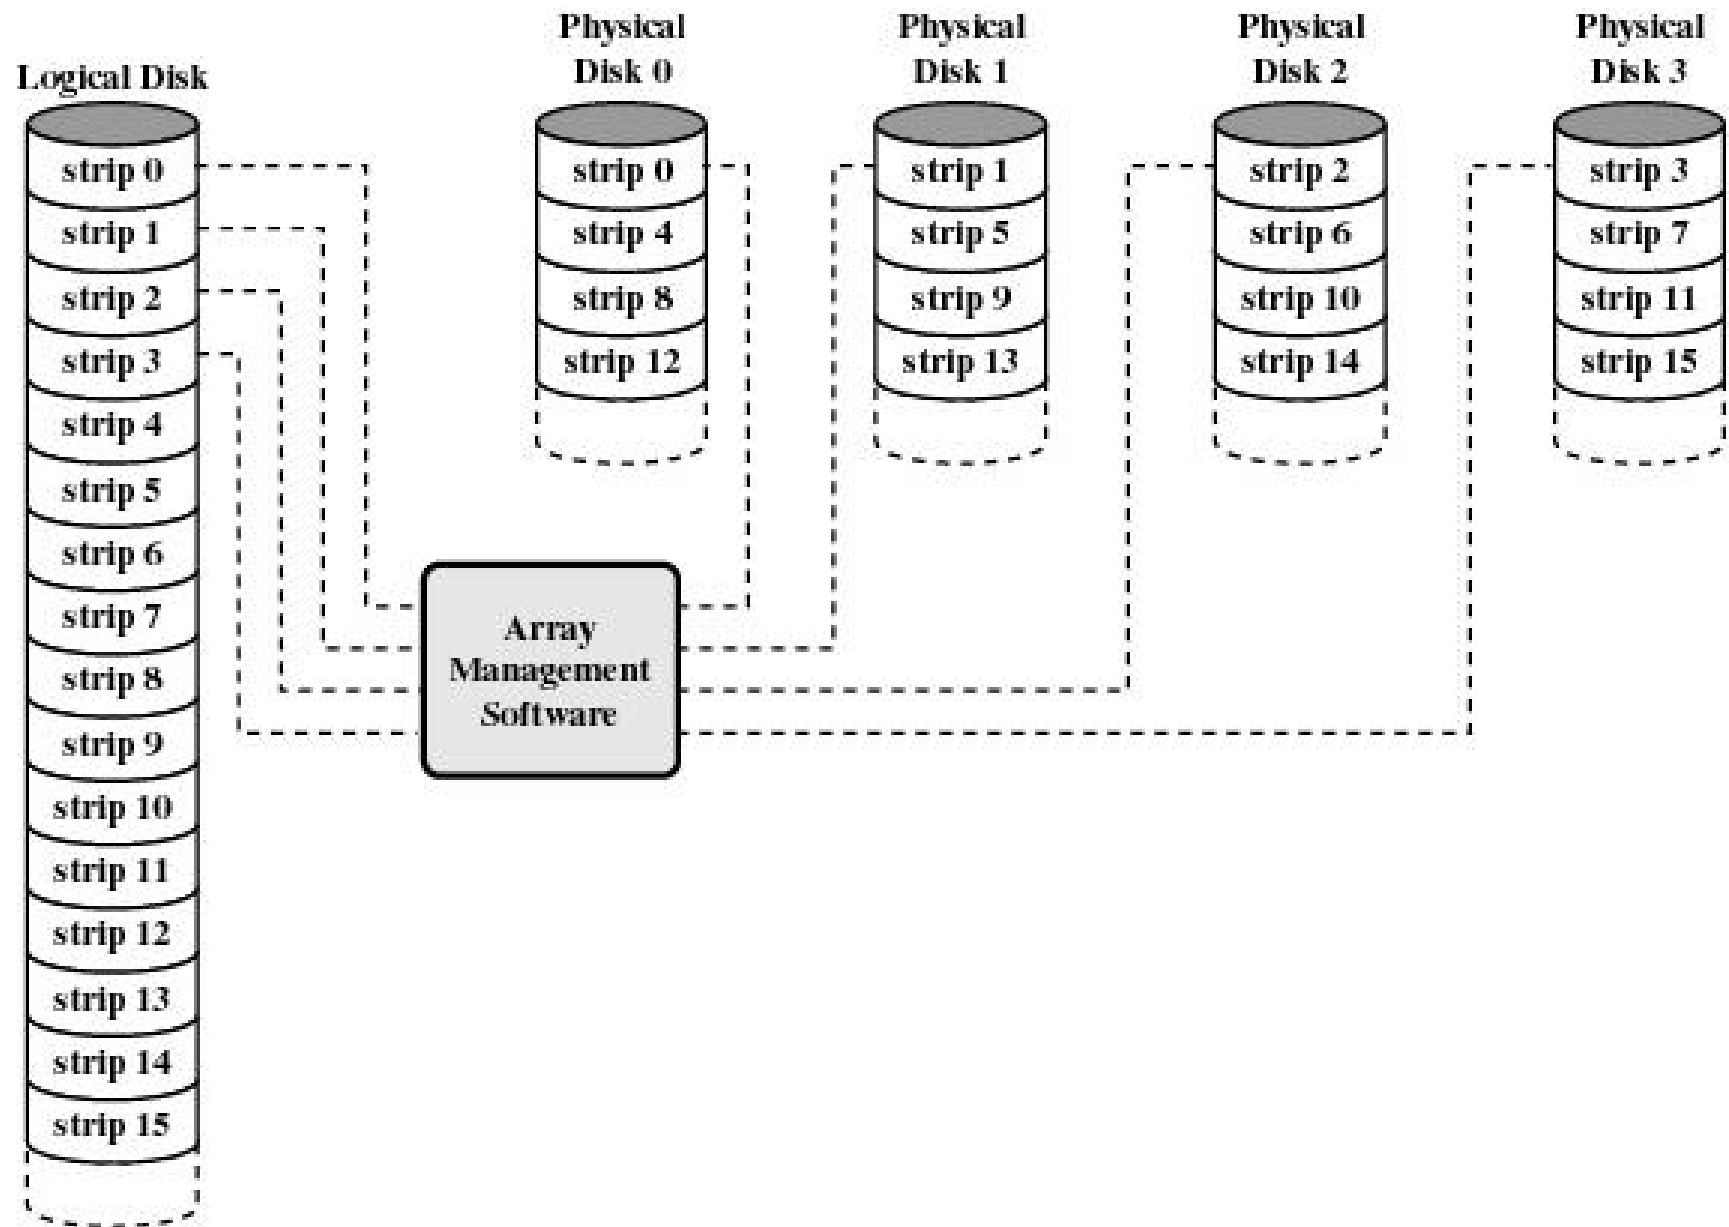 Logical Disk
strip 0
strip 1
strip 2
strip 3
strip 4
strip 5
strip 6
strip 7
strip 8
strip 9
strip 10
strip 11
strip 12
strip 13
strip 14
strip 15
Physical
Disk 0
strip 0
strip 4
strip 8
strip 12
Physical
Disk 1
strip 1
strip 5
strip 9
strip 13
Physical
Disk 2
strip 2
strip 6
strip 10
strip 14
Physical
Disk 3
strip 3
strip 7
strip 11
strip 15
Array
Management
Software